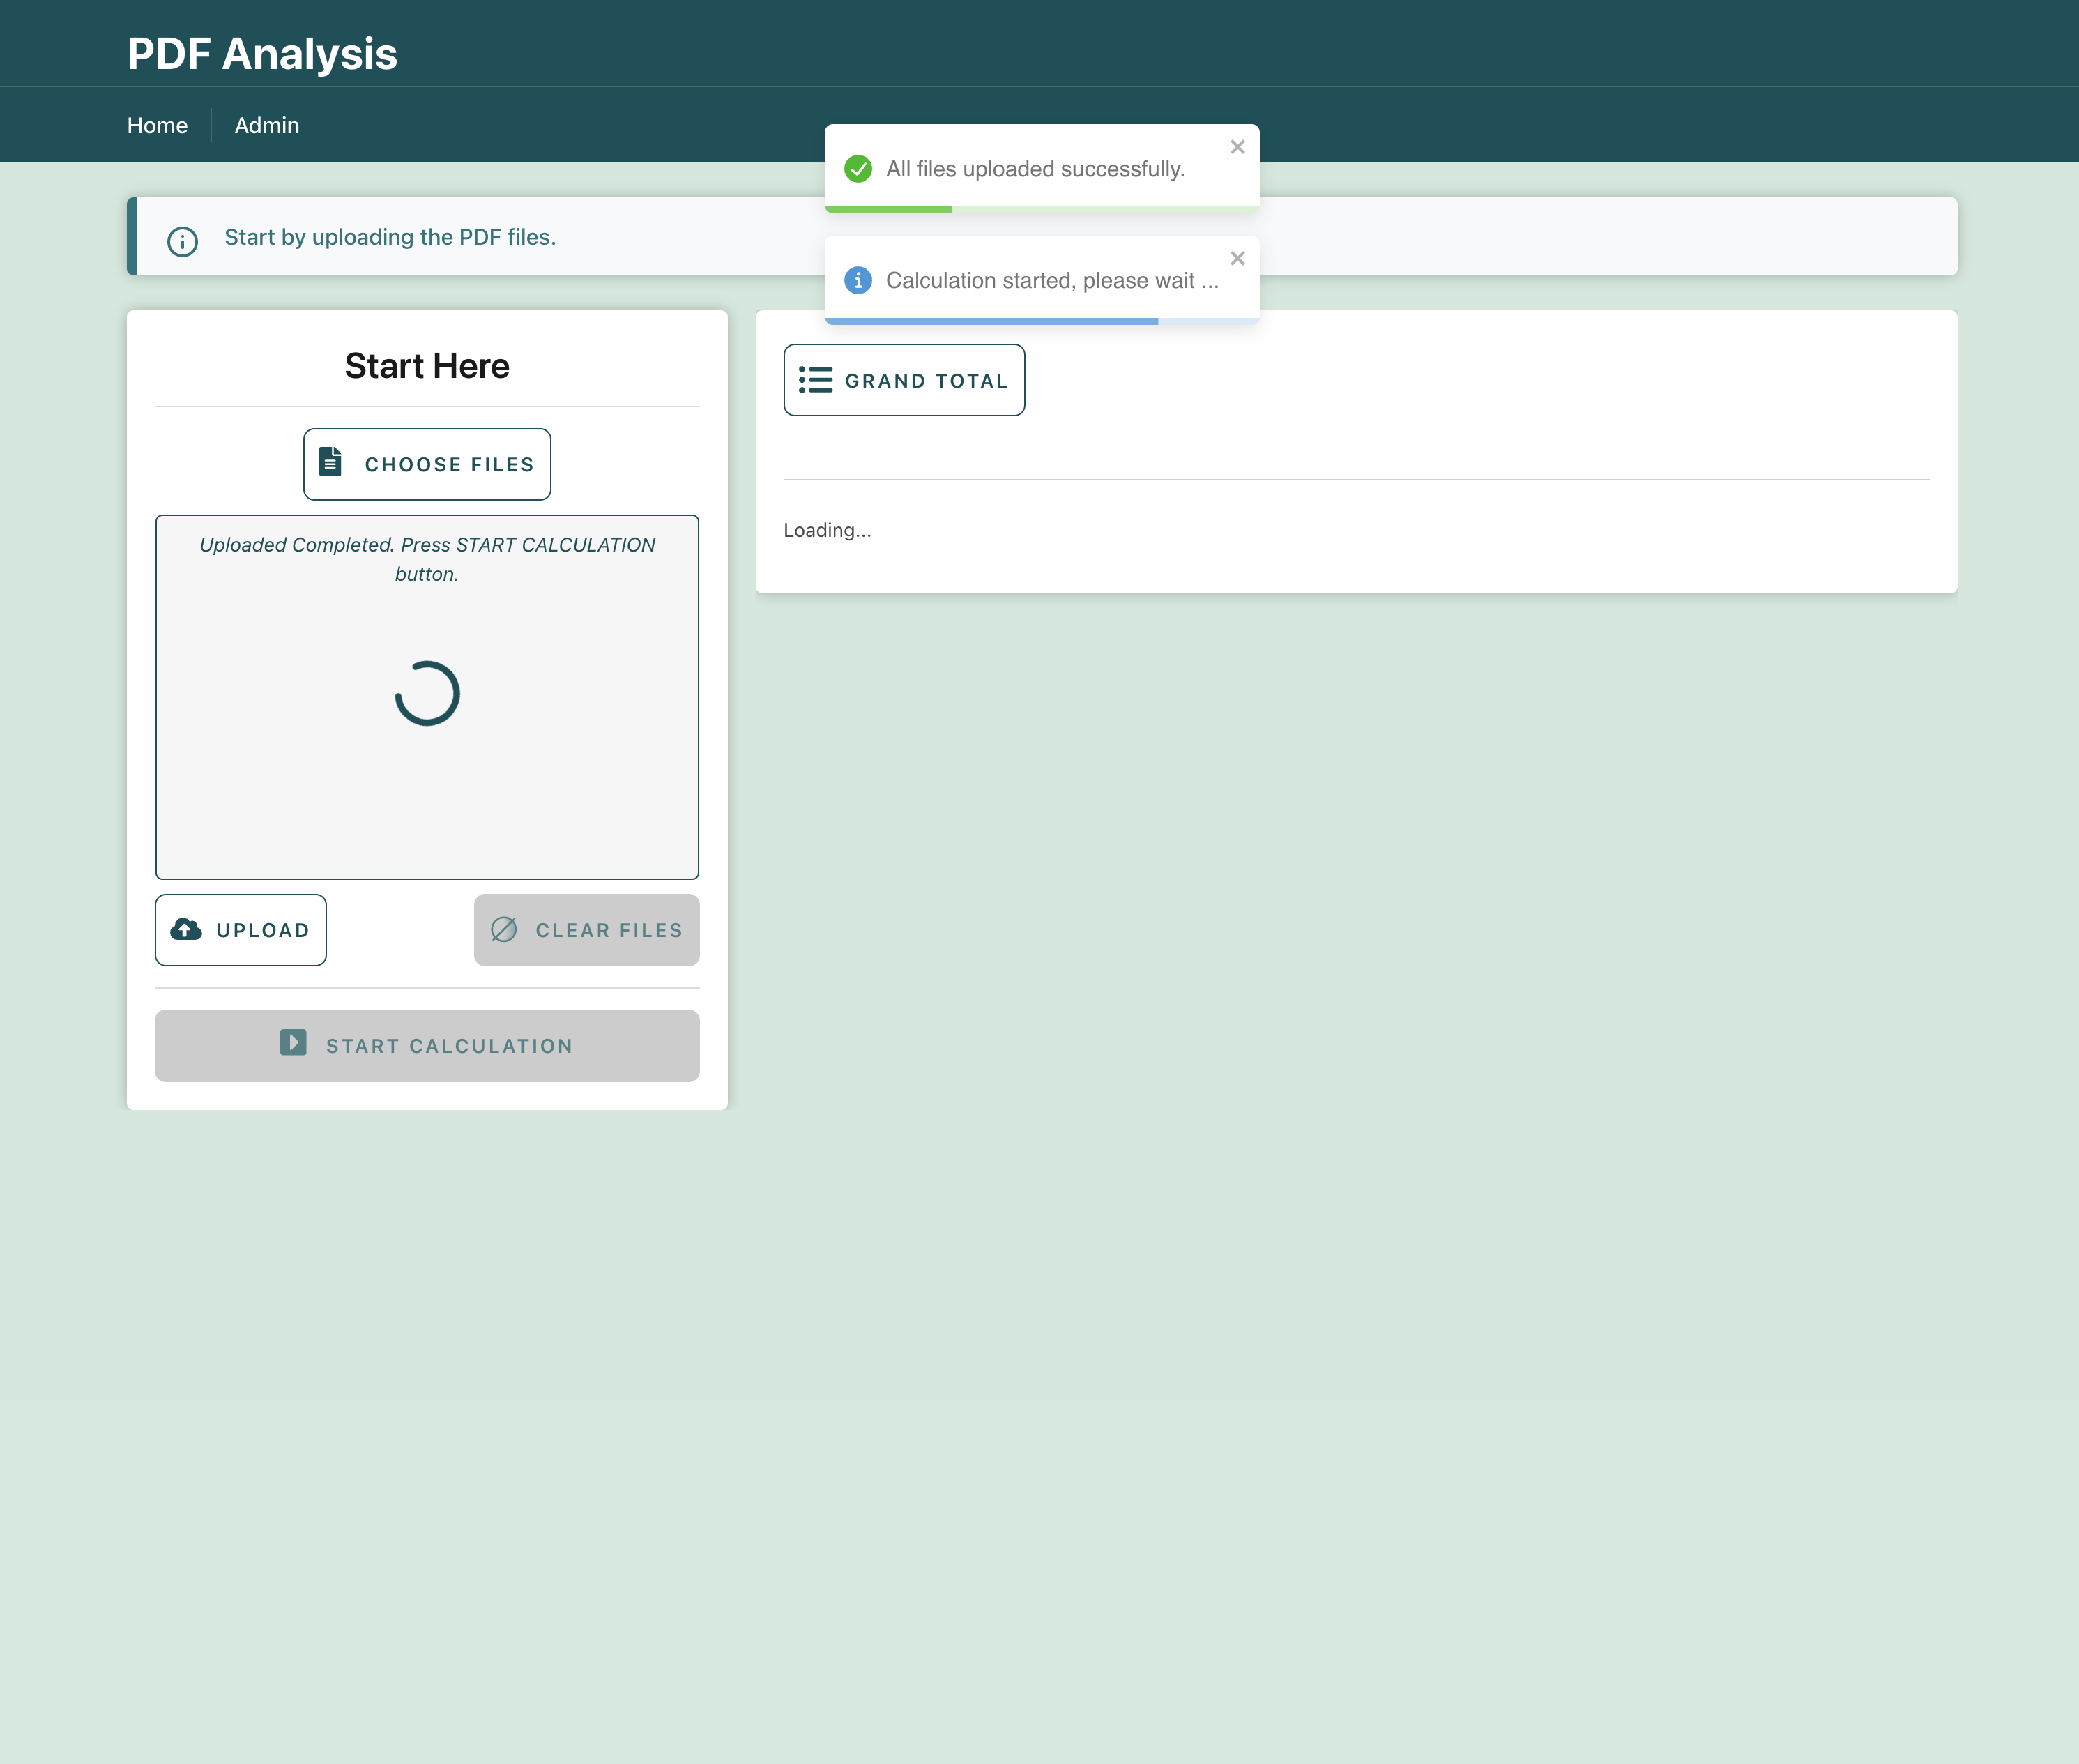 PDF Analysis
Home
Admin
All files uploaded successfully.
Start by uploading the PDF files.
Calculation started, please wait ...
Start Here
GRAND TOTAL
CHOOSE FILES
Loading...
Uploaded Completed. Press START CALCULATION
button.
UPLOAD
CLEAR FILES
START CALCULATION